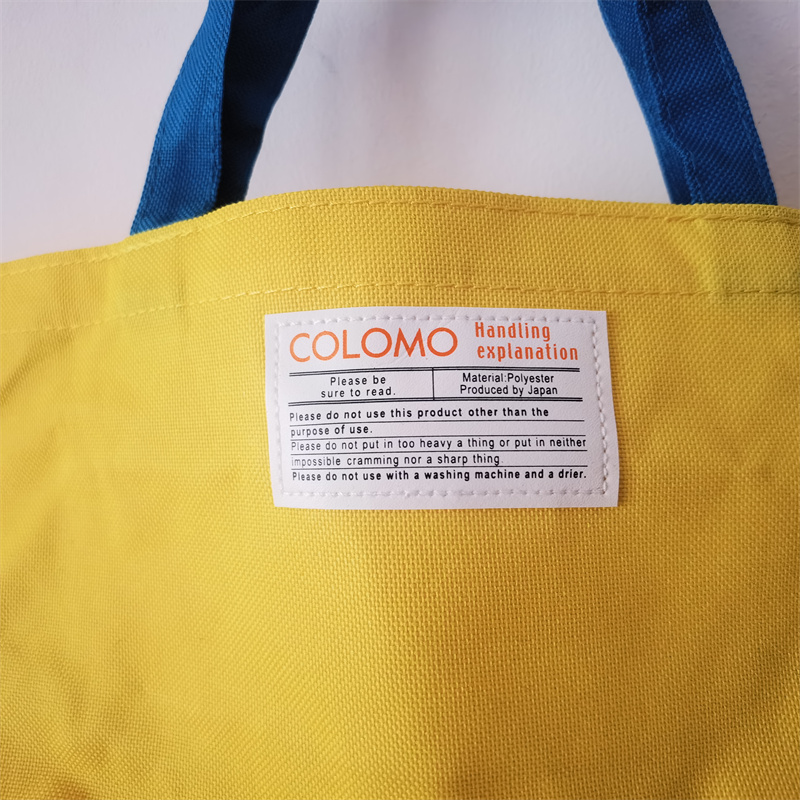 COLOMO
Handling
explanation
Please be
sure to read.
Material:Polyester
Produced by Japan
Please do not use this product other than the
purpose of use.
Please do not put in too heavy a thing or put in neither
impossible cramming nor a sharp thing
Please do not use with a washing machine and a drier.